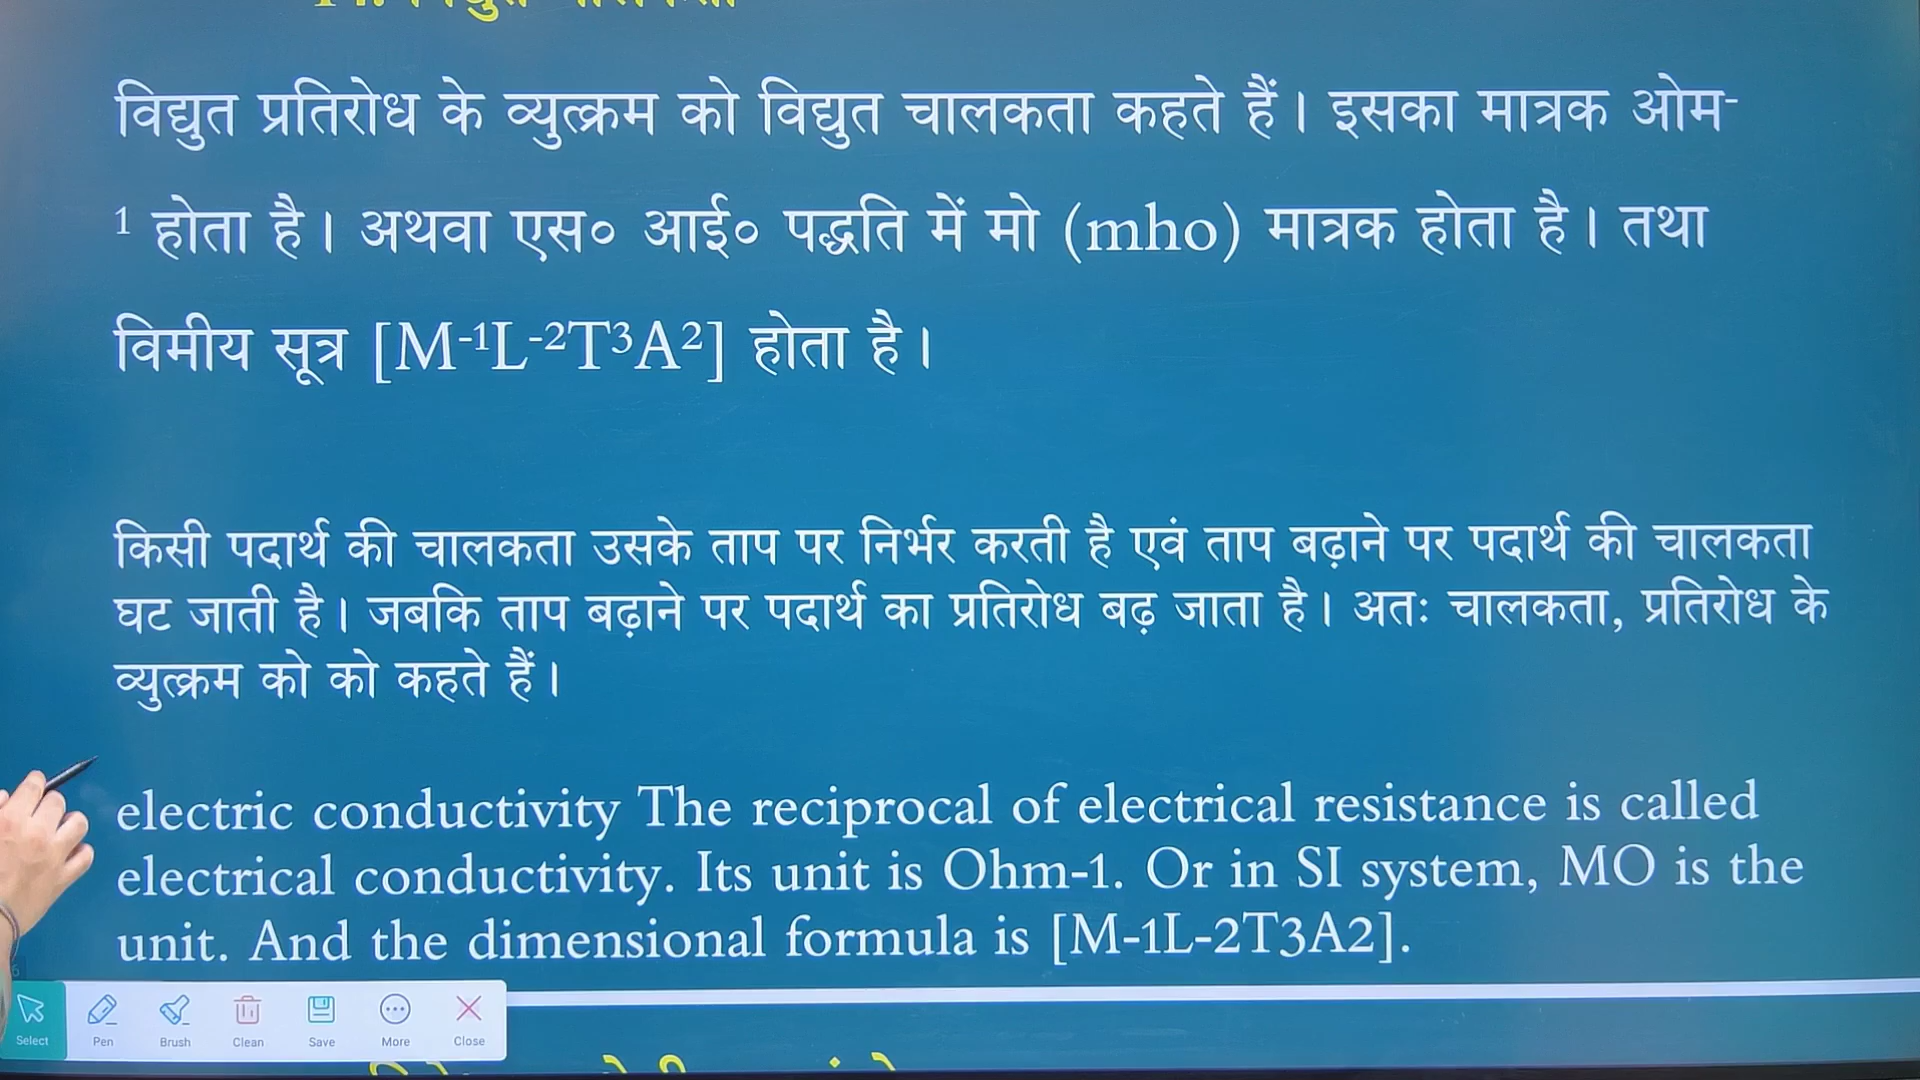 विद्युत प्रतिरोध के व्युत्क्रम को विद्युत चालकता कहते हैं। इसका मात्रक ओम-
1 होता है। अथवा एस० आई० पद्धति में मो (mho) मात्रक होता है। तथा
विमीय सूत्र [M-1L-2T3A2] होता है।
किसी पदार्थ की चालकता उसके ताप पर निर्भर करती है एवं ताप बढ़ाने पर पदार्थ की चालकता
घट जाती है। जबकि ताप बढ़ाने पर पदार्थ का प्रतिरोध बढ़ जाता है। अतः चालकता, प्रतिरोध के
व्युत्क्रम को को कहते हैं।
electric conductivity The reciprocal of electrical resistance is called
electrical conductivity. Its unit is Ohm-1. Or in SI system, MO is the
unit. And the dimensional formula is [M-1L-2T3A2].
Select Pen Brush Clean Save More Close